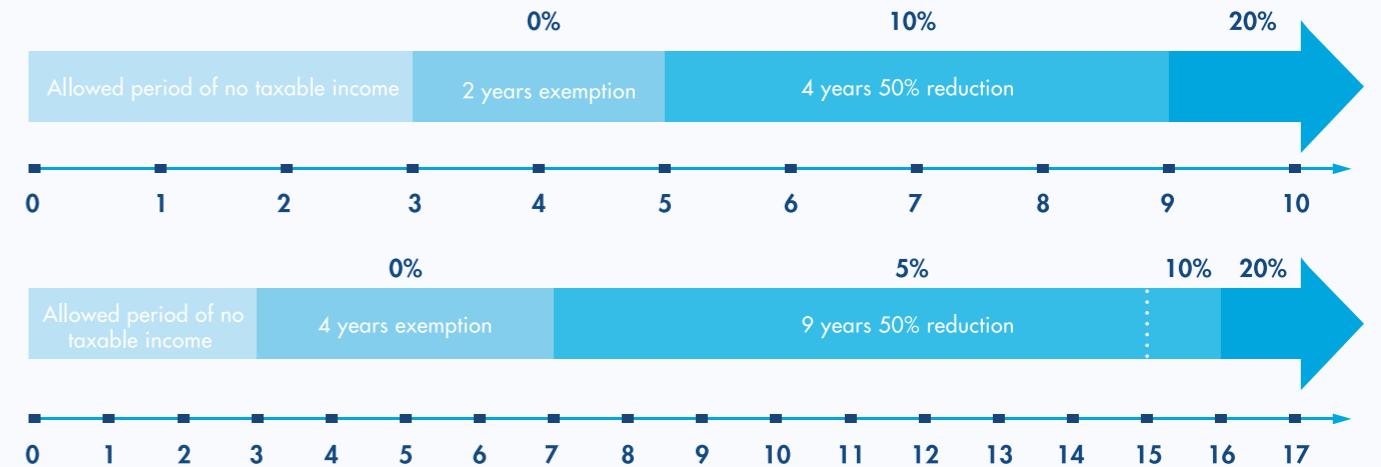 0% 10% 20%
Allowed period of no taxable income 2 years exemption 4 years 50% reduction
0 1 2 3 4 5 6 7 8 9 10
0% 5% 10% 20%
Allowed period of no
taxable income
4 years exemption 9 years 50% reduction
0 1 2 3 4 5 6 7 8 9 10 11 12 13 14 15 16 17